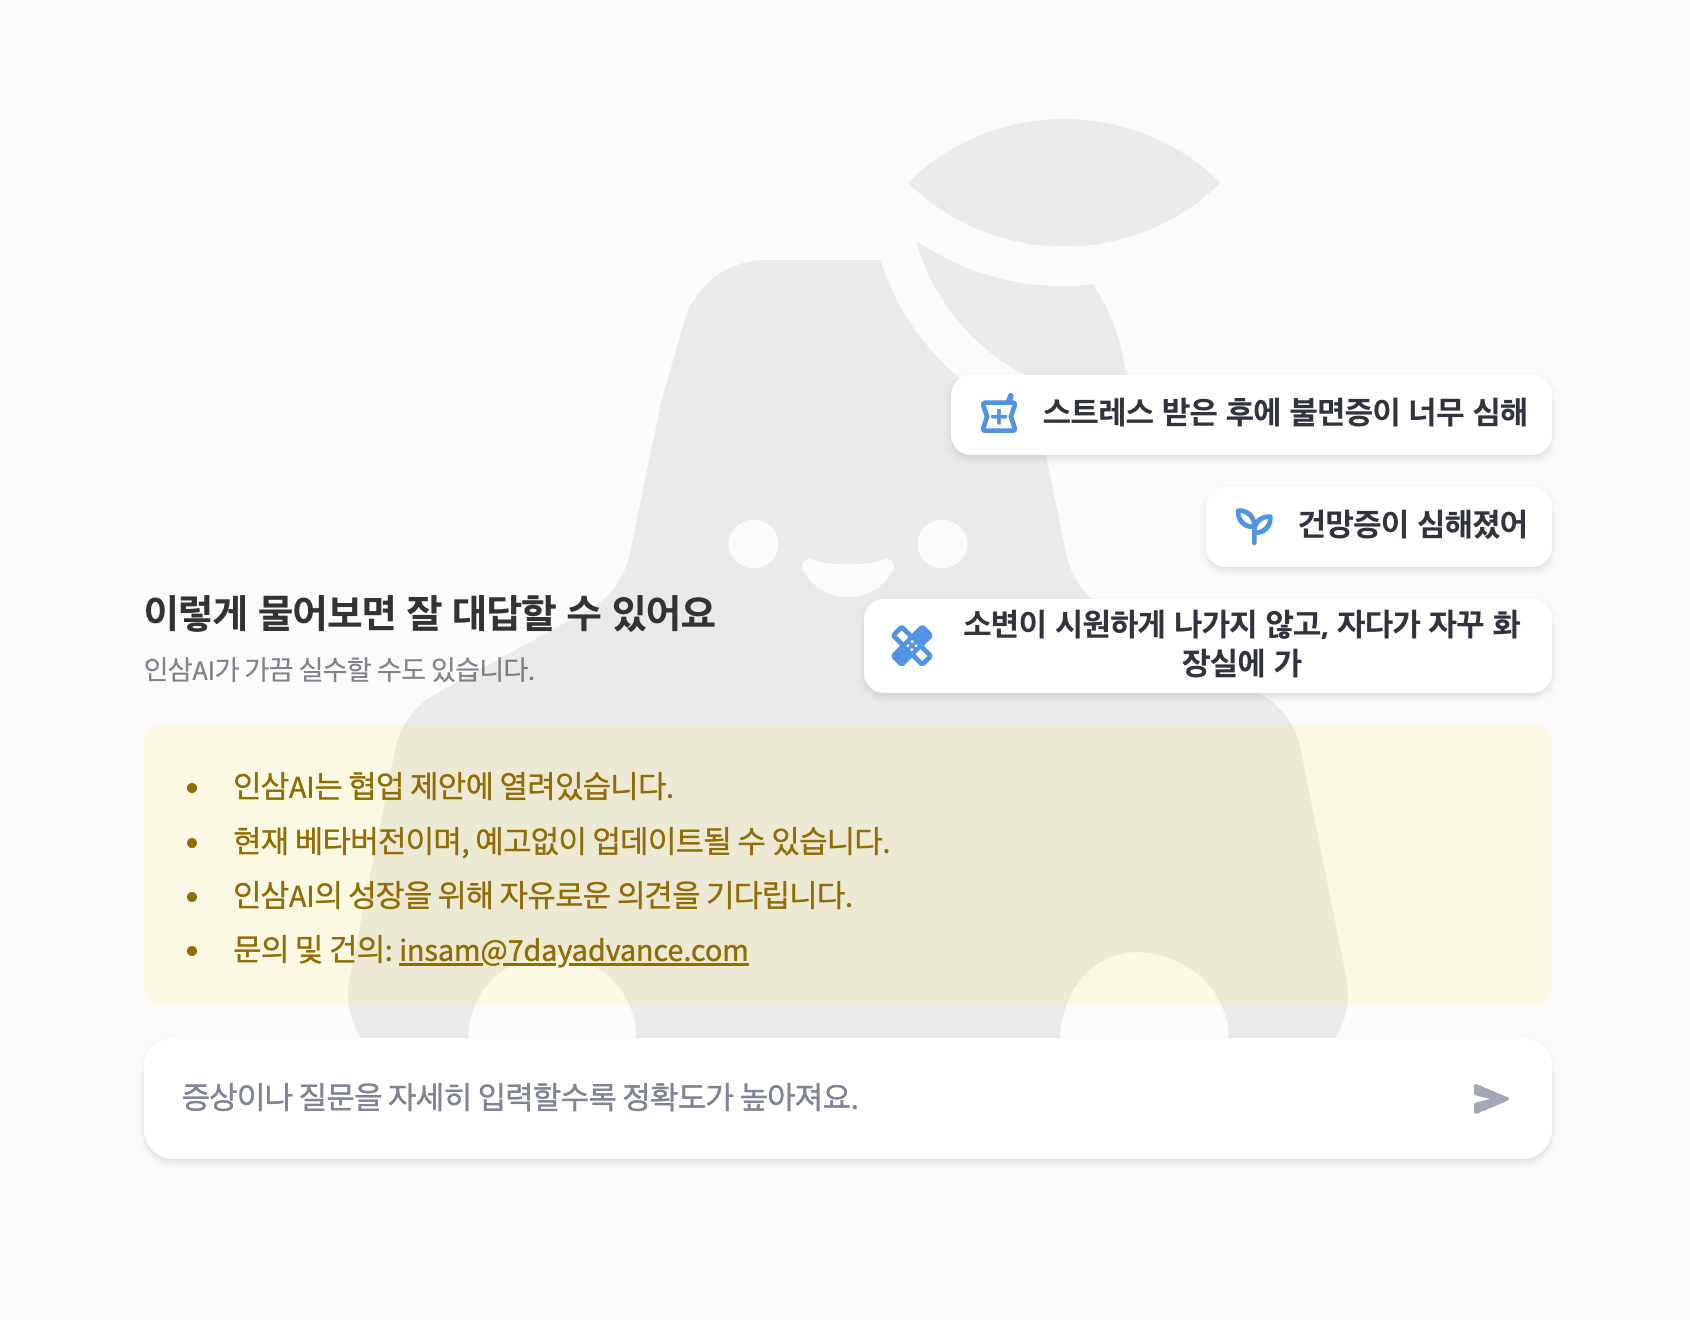 스트레스 받은 후에 불면증이 너무 심해
건망증이 심해졌어
소변이 시원하게 나가지 않고, 자다가 자꾸 화
장실에 가
이렇게 물어보면 잘 대답할 수 있어요
인삼AI가 가끔 실수할 수도 있습니다.
• 인삼AI는 협업 제안에 열려있습니다.
• 현재 베타버전이며, 예고없이 업데이트될 수 있습니다.
• 인삼AI의 성장을 위해 자유로운 의견을 기다립니다.
• 문의 및 건의: insam@7dayadvance.com
증상이나 질문을 자세히 입력할수록 정확도가 높아져요.